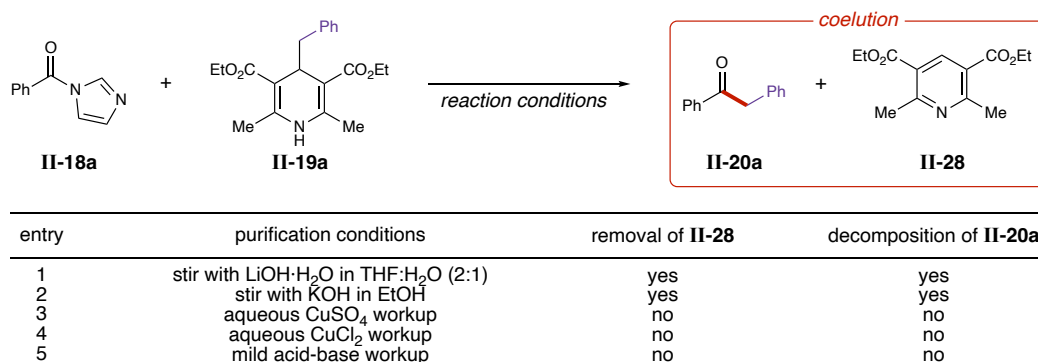 coelution
O
Ph
N
N
II-18a
+
Ph
EtO₂C
CO₂Et
Me
N
H
Me
II-19a
reaction conditions
O
Ph
Ph
II-20a
+
EtO₂C
CO₂Et
Me
N
Me
II-28
entry purification conditions removal of II-28 decomposition of II-20a
1 stir with LiOH·H₂O in THF:H₂O (2:1) yes yes
2 stir with KOH in EtOH yes yes
3 aqueous CuSO₄ workup no no
4 aqueous CuCl₂ workup no no
5 mild acid-base workup no no